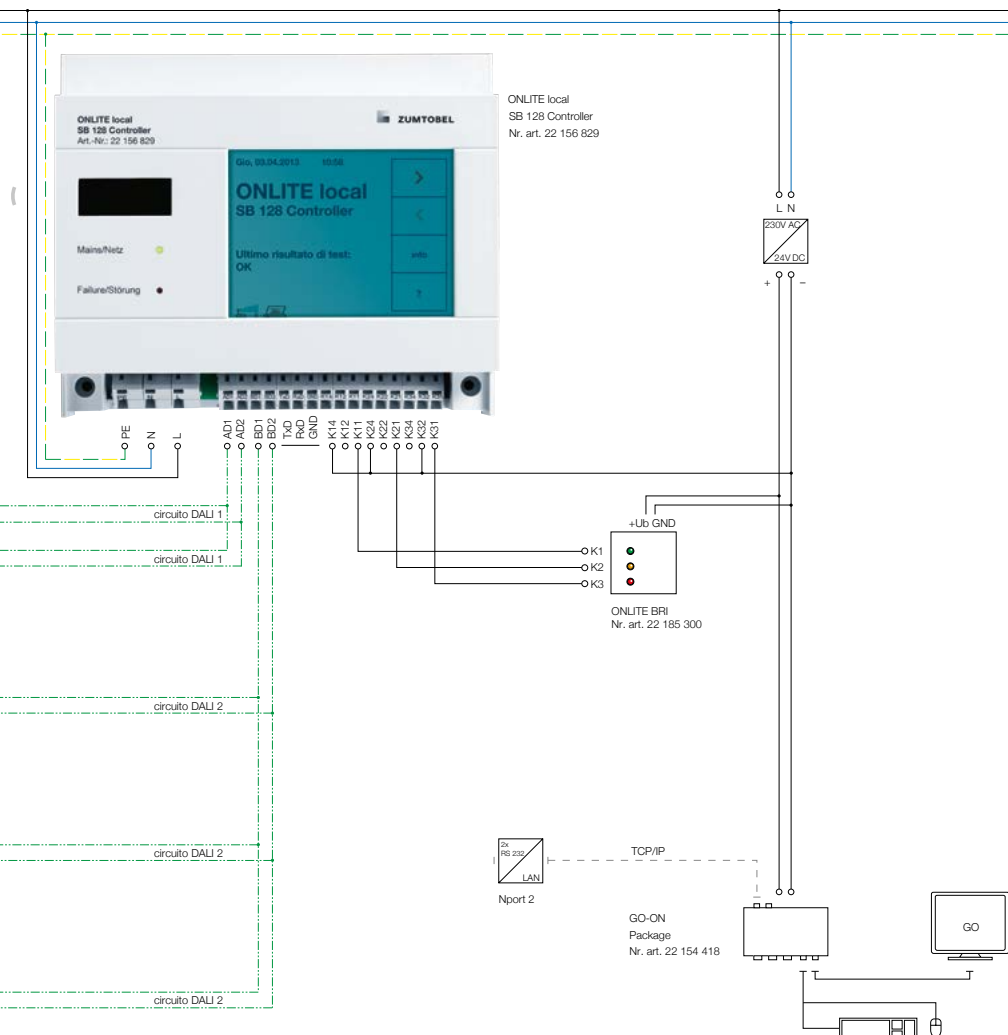 ONLITE local
SB 128 Controller
Nr. art. 22 156 829
ONLITE local
SB 128 Controller
Art.-Nr.: 22 156 829
ZUMTOBEL
Gio, 03.04.2013 10:58
ONLITE local
SB 128 Controller
Ultimo risultato di test:
OK
>
<
info
?
Mains/Netz
Failure/Störung
L N
230V AC
24V DC
+ –
PE
N
L
AD1
AD2
BD1
BD2
TxD
RxD
GND
K14
K12
K11
K24
K22
K21
K34
K32
K31
circuito DALI 1
circuito DALI 1
+Ub GND
K1
K2
K3
ONLITE BRI
Nr. art. 22 185 300
circuito DALI 2
circuito DALI 2
2x
RS 232
LAN
TCP/IP
Nport 2
GO-ON
Package
Nr. art. 22 154 418
GO
circuito DALI 2